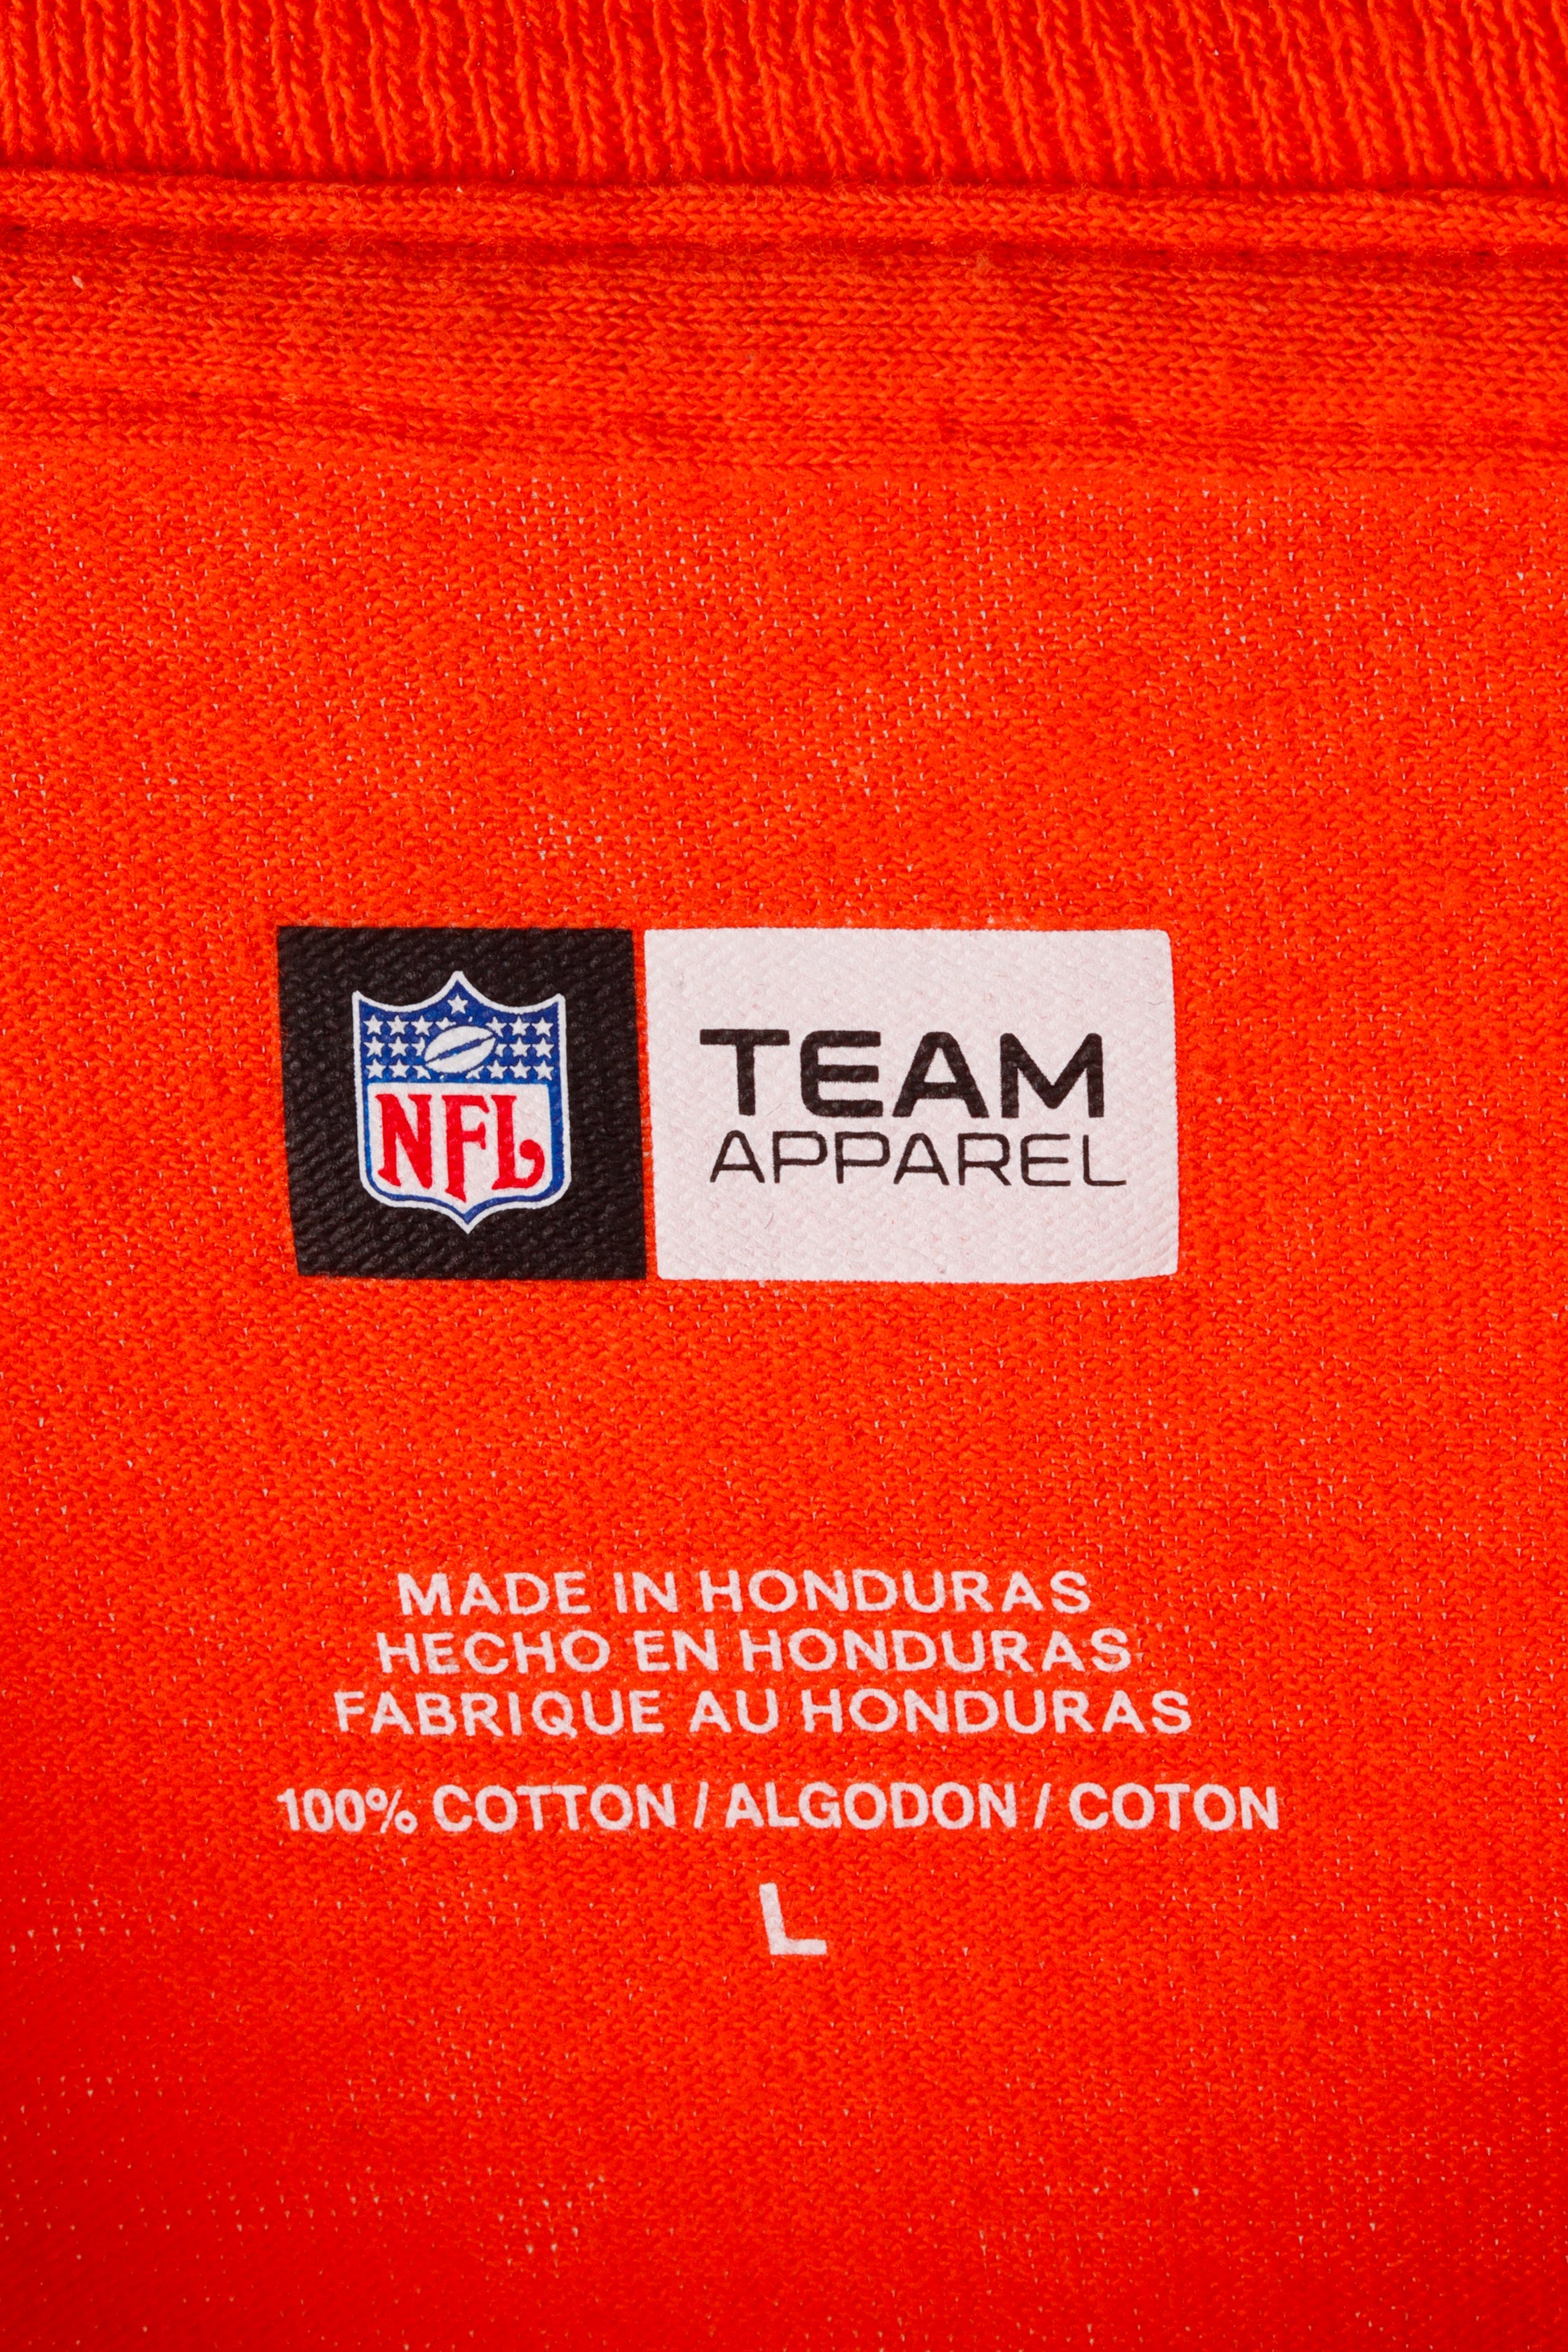 NFL
TEAM
APPAREL
MADE IN HONDURAS
HECHO EN HONDURAS
FABRIQUE AU HONDURAS
100% COTTON / ALGODON / COTON
L